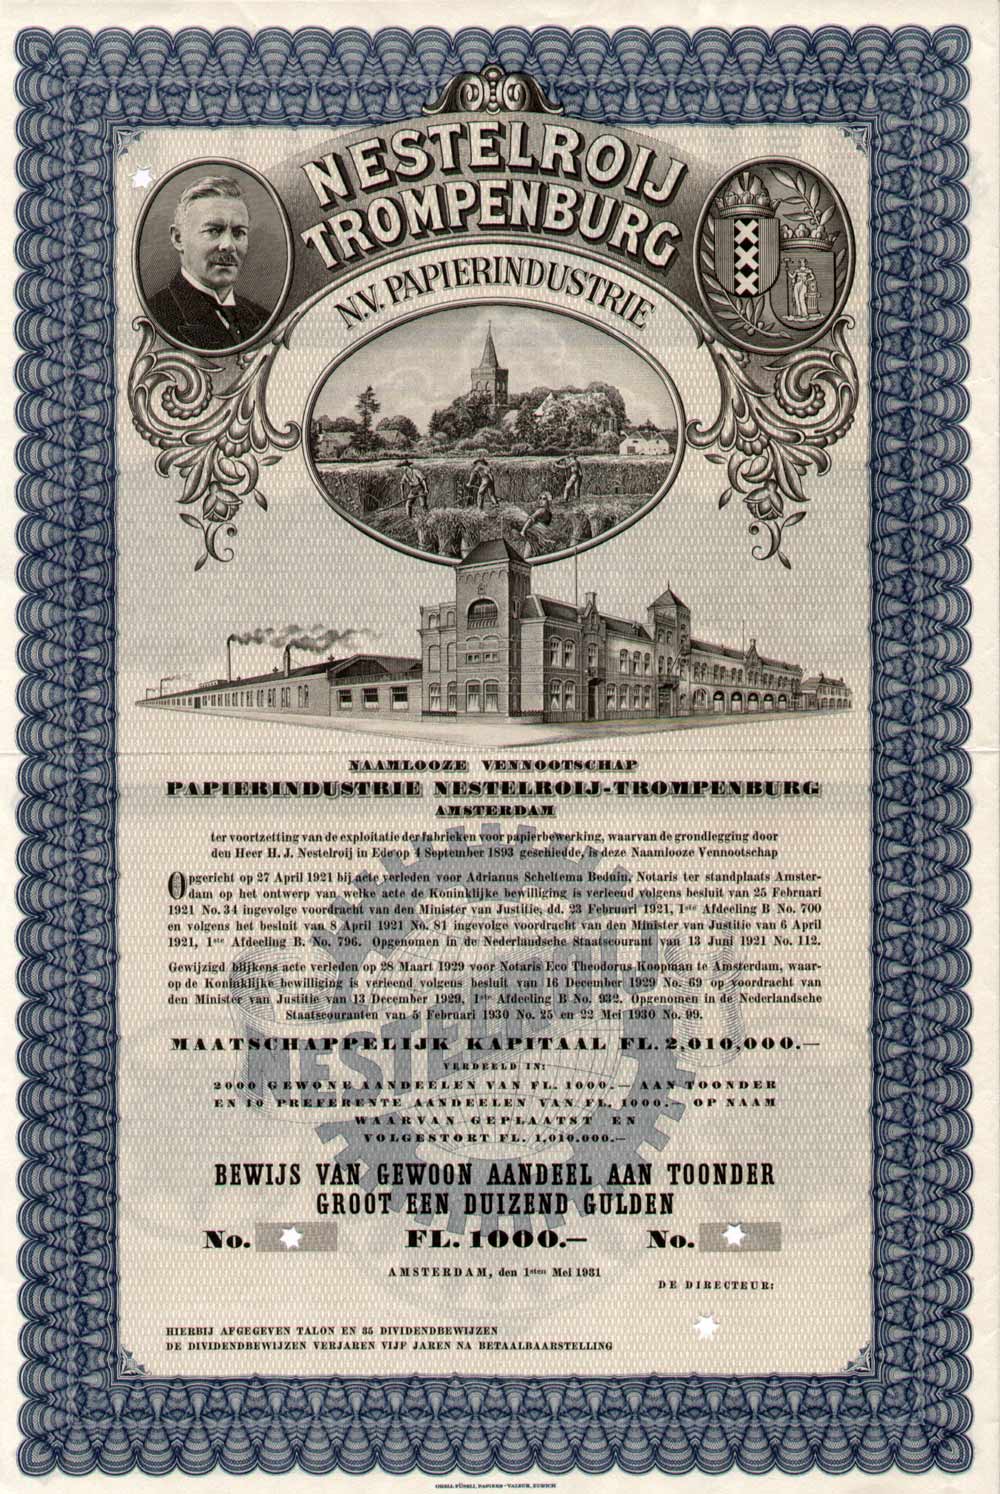 NESTELROIJ
TROMPENBURG
N.V. PAPIERINDUSTRIE
NAAMLOOZE VENNOOTSCHAP
PAPIERINDUSTRIE NESTELROIJ-TROMPENBURG
AMSTERDAM
ter voortzetting van de exploitatie der fabrieken voor papierbewerking, waarvan de grondlegging door
den Heer H. J. Nestelroij in Ede op 4 September 1893 geschiedde, is deze Naamlooze Vennootschap
Opgericht op 27 April 1921 bij acte verleden voor Adrianus Scheltema Beduin, Notaris ter standplaats Amster-
dam op het ontwerp van welke acte de Koninklijke bewilliging is verleend volgens besluit van 25 Februari
1921 No. 34 ingevolge voordracht van den Minister van Justitie, dd. 23 Februari 1921, 1ste Afdeeling B No. 700
en volgens het besluit van 8 April 1921 No. 81 ingevolge voordracht van den Minister van Justitie van 6 April
1921, 1ste Afdeeling B. No. 796. Opgenomen in de Nederlandsche Staatscourant van 13 Juni 1921 No. 112.
Gewijzigd blijkens acte verleden op 28 Maart 1929 voor Notaris Eco Theodorus Koopman te Amsterdam, waar-
op de Koninklijke bewilliging is verleend volgens besluit van 16 December 1929 No. 69 op voordracht van
den Minister van Justitie van 13 December 1929, 1ste Afdeeling B No. 932. Opgenomen in de Nederlandsche
Staatscouranten van 5 Februari 1930 No. 25 en 22 Mei 1930 No. 99.
NESTELROIJ
MAATSCHAPPELIJK KAPITAAL FL. 2,010,000.—
VERDEELD IN:
2000 GEWONE AANDEELEN VAN FL. 1000.— AAN TOONDER
EN 10 PREFERENTE AANDEELEN VAN FL. 1000.— OP NAAM
WAARVAN GEPLAATST EN
VOLGESTORT FL. 1,010.000.—
BEWIJS VAN GEWOON AANDEEL AAN TOONDER
GROOT EEN DUIZEND GULDEN
No. FL. 1000.— No.
AMSTERDAM, den 1sten Mei 1931
DE DIRECTEUR:
HIERBIJ AFGEGEVEN TALON EN 35 DIVIDENDBEWIJZEN
DE DIVIDENDBEWIJZEN VERJAREN VIJF JAREN NA BETAALBAARSTELLING
ORELL FÜSSLI, PAPIERS-VALEUR, ZURICH